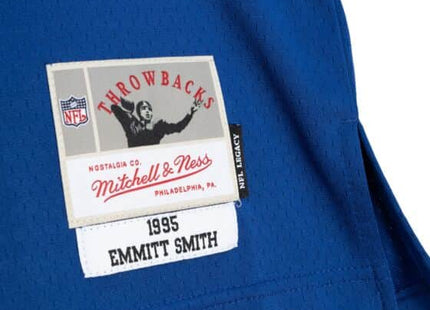 THROWBACKS
NFL
NOSTALGIA CO.
Mitchell & Ness
PHILADELPHIA, PA.
NFL LEGACY
1995
EMMITT SMITH